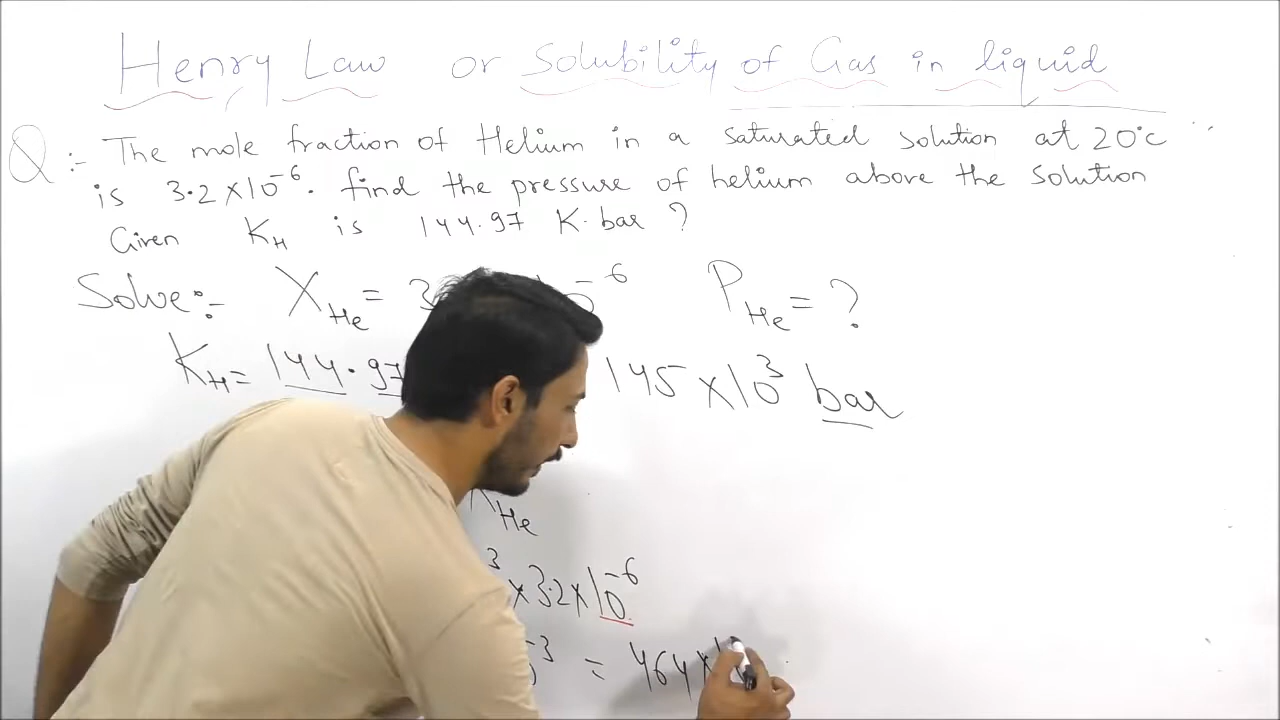 Henry Law or Solubility of Gas in liquid
Q:- The mole fraction of Helium in a saturated solution at 20°c
is 3.2 x 10⁻⁶. find the pressure of helium above the solution
Given K_H is 144.97 K.bar ?
Solve:- X_He = 3 10⁻⁶ P_He = ?
K_H = 144.97 145 x 10³ bar
X_He
³ x 3.2 x 10⁻⁶
⁻³ = 464 x